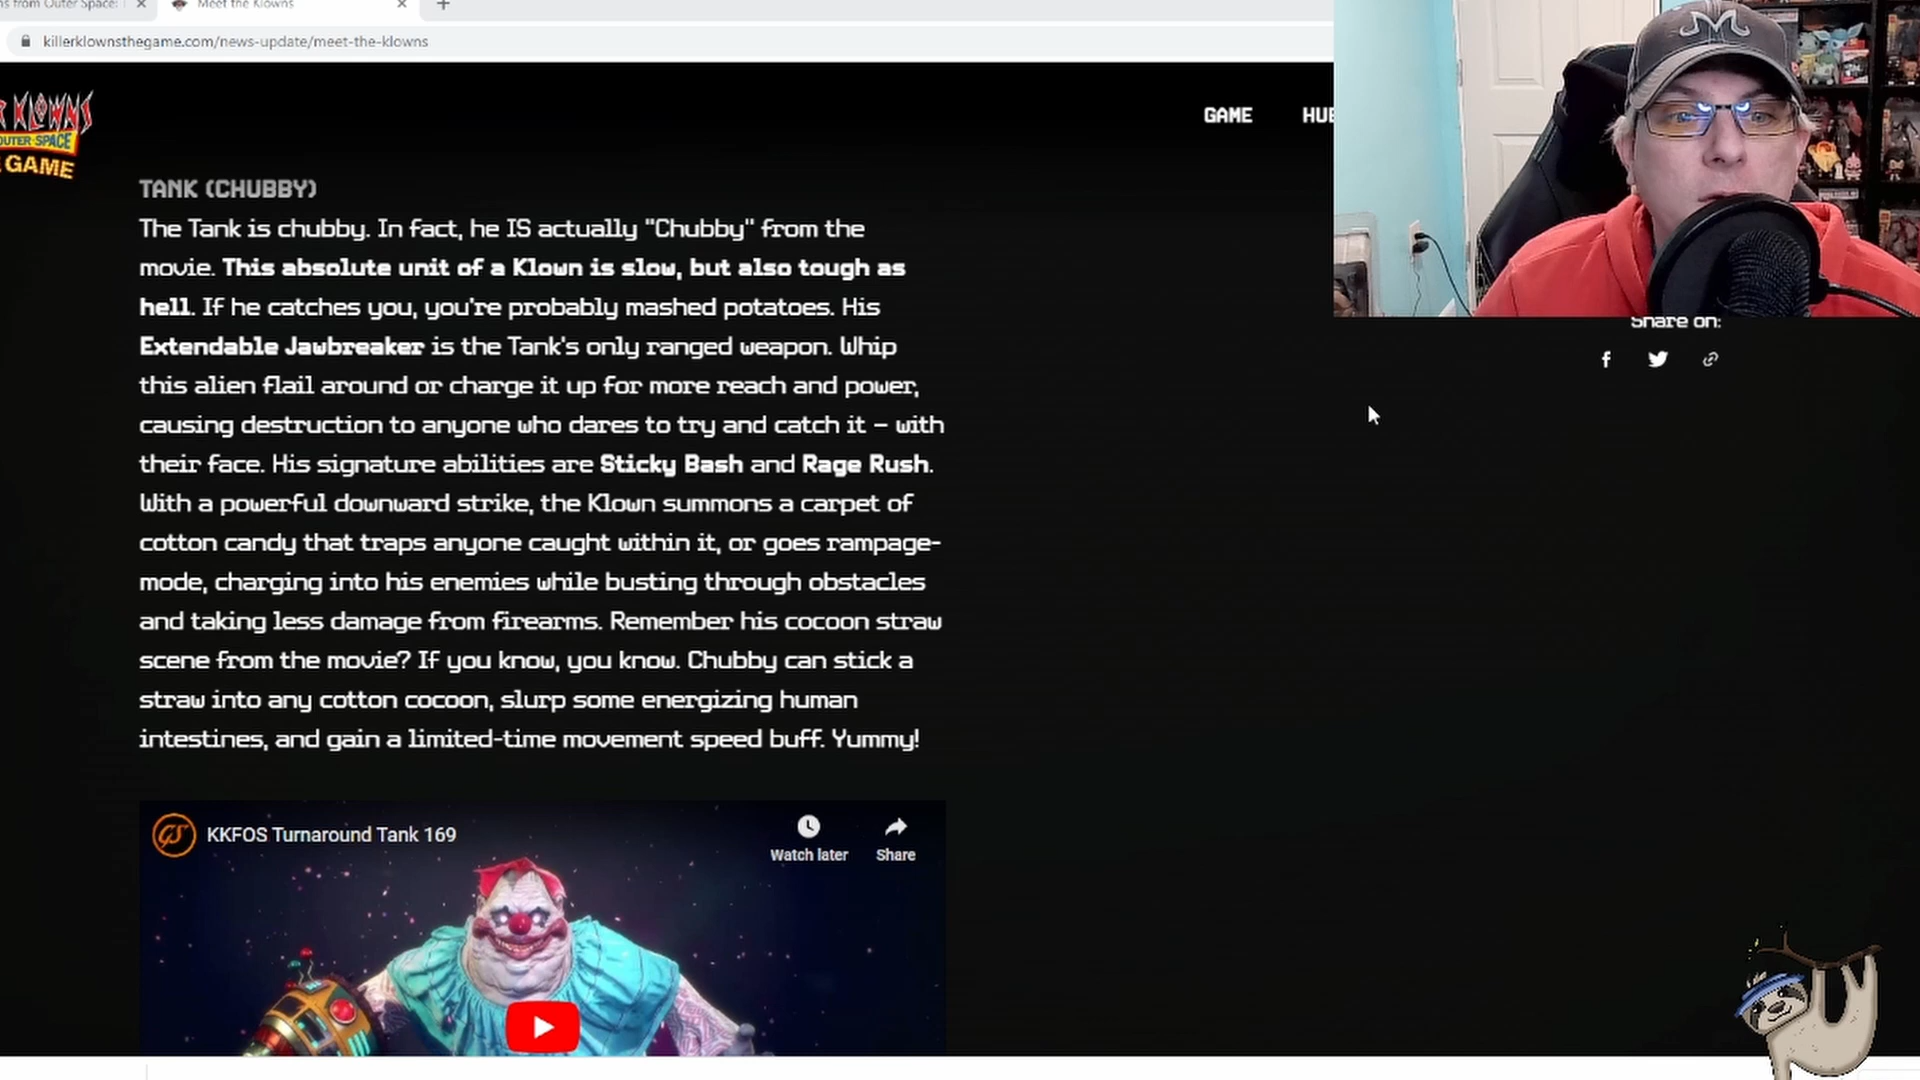 Meet the Klowns
killerklownsthegame.com/news-update/meet-the-klowns
KLOWNS
OUTER SPACE
GAME
GAME
TANK (CHUBBY)
The Tank is chubby. In fact, he IS actually "Chubby" from the
movie. This absolute unit of a Klown is slow, but also tough as
hell. If he catches you, you're probably mashed potatoes. His
Extendable Jawbreaker is the Tank's only ranged weapon. Whip
this alien flail around or charge it up for more reach and power,
causing destruction to anyone who dares to try and catch it – with
their face. His signature abilities are Sticky Bash and Rage Rush.
With a powerful downward strike, the Klown summons a carpet of
cotton candy that traps anyone caught within it, or goes rampage-
mode, charging into his enemies while busting through obstacles
and taking less damage from firearms. Remember his cocoon straw
scene from the movie? If you know, you know. Chubby can stick a
straw into any cotton cocoon, slurp some energizing human
intestines, and gain a limited-time movement speed buff. Yummy!
Share on:
GS KKFOS Turnaround Tank 169
Watch later Share